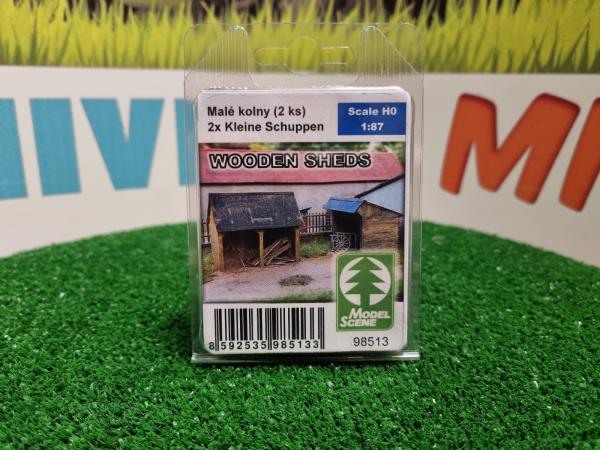 Malé kolny (2 ks)
2x Kleine Schuppen
Scale H0
1:87
WOODEN SHEDS
MODEL
SCENE
8 592535 985133
98513